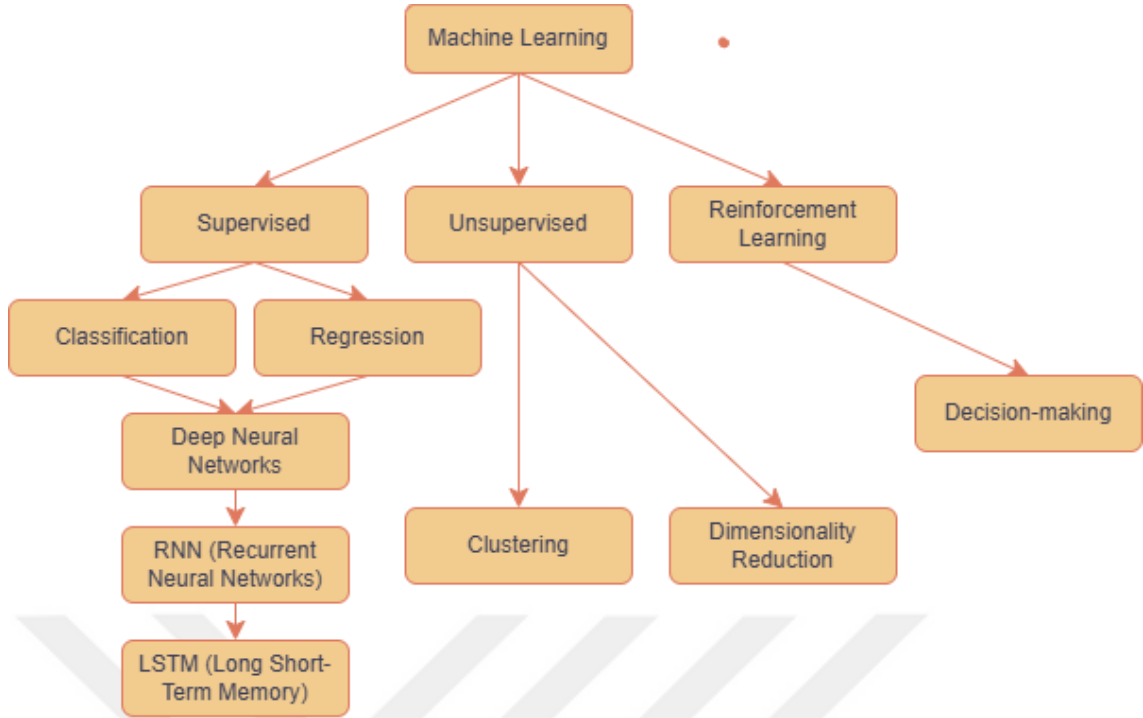 Machine Learning
Supervised
Unsupervised
Reinforcement
Learning
Classification
Regression
Decision-making
Deep Neural
Networks
Clustering
Dimensionality
Reduction
RNN (Recurrent
Neural Networks)
LSTM (Long Short-
Term Memory)